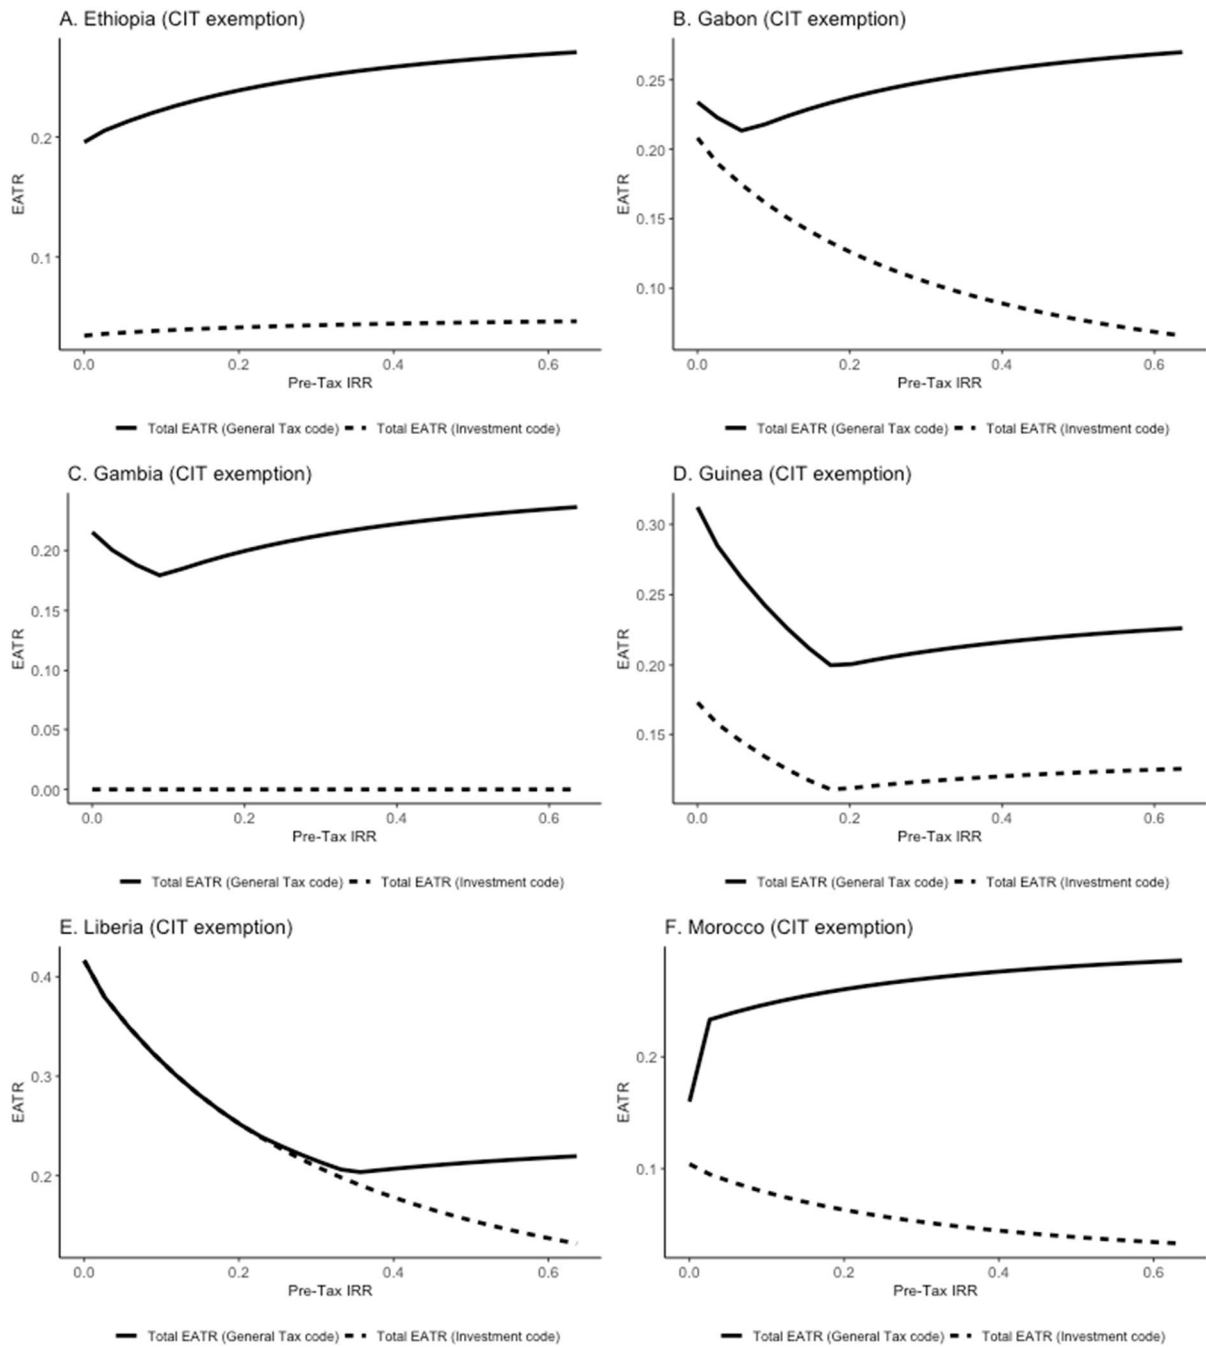 A. Ethiopia (CIT exemption)
EATR
0.2
0.1
0.0 0.2 0.4 0.6
Pre-Tax IRR
Total EATR (General Tax code) Total EATR (Investment code)
B. Gabon (CIT exemption)
EATR
0.25
0.20
0.15
0.10
0.0 0.2 0.4 0.6
Pre-Tax IRR
Total EATR (General Tax code) Total EATR (Investment code)
C. Gambia (CIT exemption)
EATR
0.20
0.15
0.10
0.05
0.00
0.0 0.2 0.4 0.6
Pre-Tax IRR
Total EATR (General Tax code) Total EATR (Investment code)
D. Guinea (CIT exemption)
EATR
0.30
0.25
0.20
0.15
0.0 0.2 0.4 0.6
Pre-Tax IRR
Total EATR (General Tax code) Total EATR (Investment code)
E. Liberia (CIT exemption)
EATR
0.4
0.3
0.2
0.0 0.2 0.4 0.6
Pre-Tax IRR
Total EATR (General Tax code) Total EATR (Investment code)
F. Morocco (CIT exemption)
EATR
0.2
0.1
0.0 0.2 0.4 0.6
Pre-Tax IRR
Total EATR (General Tax code) Total EATR (Investment code)